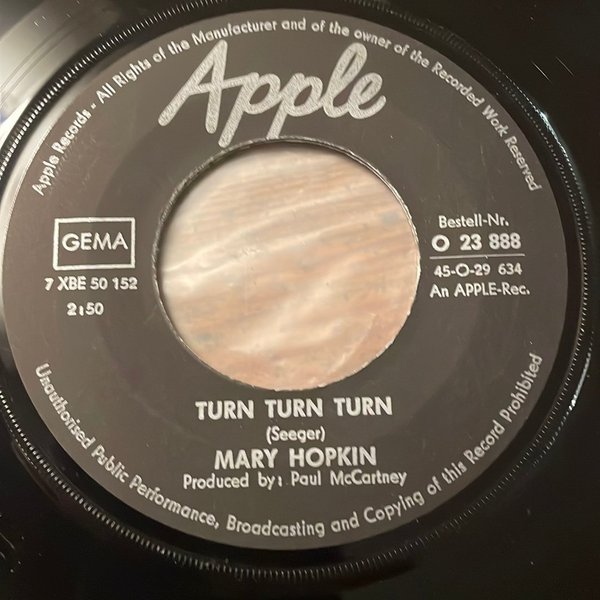 Apple Records - All Rights of the Manufacturer and of the owner of the Recorded Work Reserved
Apple
GEMA
7 XBE 50 152
2:50
Bestell-Nr.
O 23 888
45-O-29 634
An APPLE-Rec.
TURN TURN TURN
(Seeger)
MARY HOPKIN
Produced by: Paul McCartney
Unauthorised Public Performance, Broadcasting and Copying of this Record Prohibited